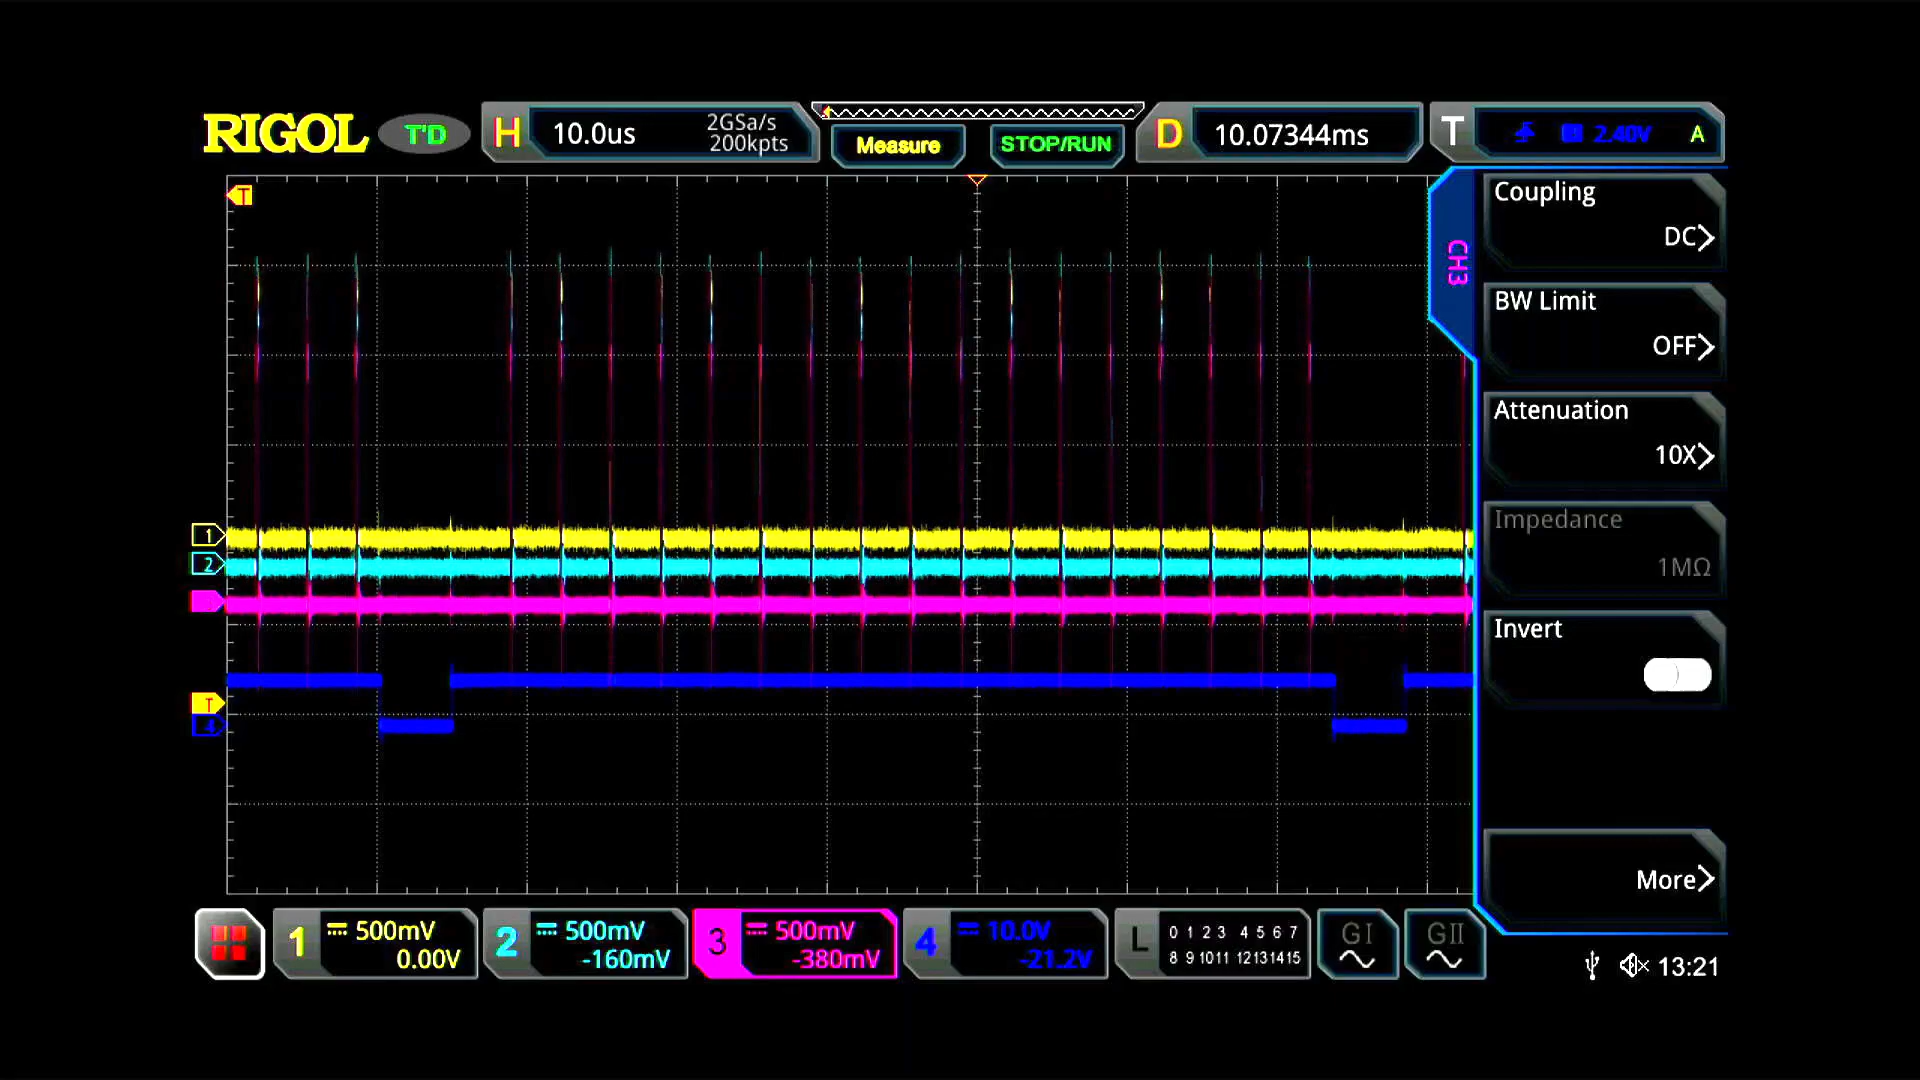 RIGOL T'D H 10.0us 2GSa/s 200kpts Measure STOP/RUN D 10.07344ms T 2.40V A
T
Coupling
DC
CH3
BW Limit
OFF
Attenuation
10X
Impedance
1MΩ
Invert
More
1
2
T
4
1 500mV 0.00V
2 500mV -160mV
3 500mV -380mV
4 10.0V -21.2V
L 0 1 2 3 4 5 6 7
8 9 10 11 12 13 14 15
GI
GII
13:21